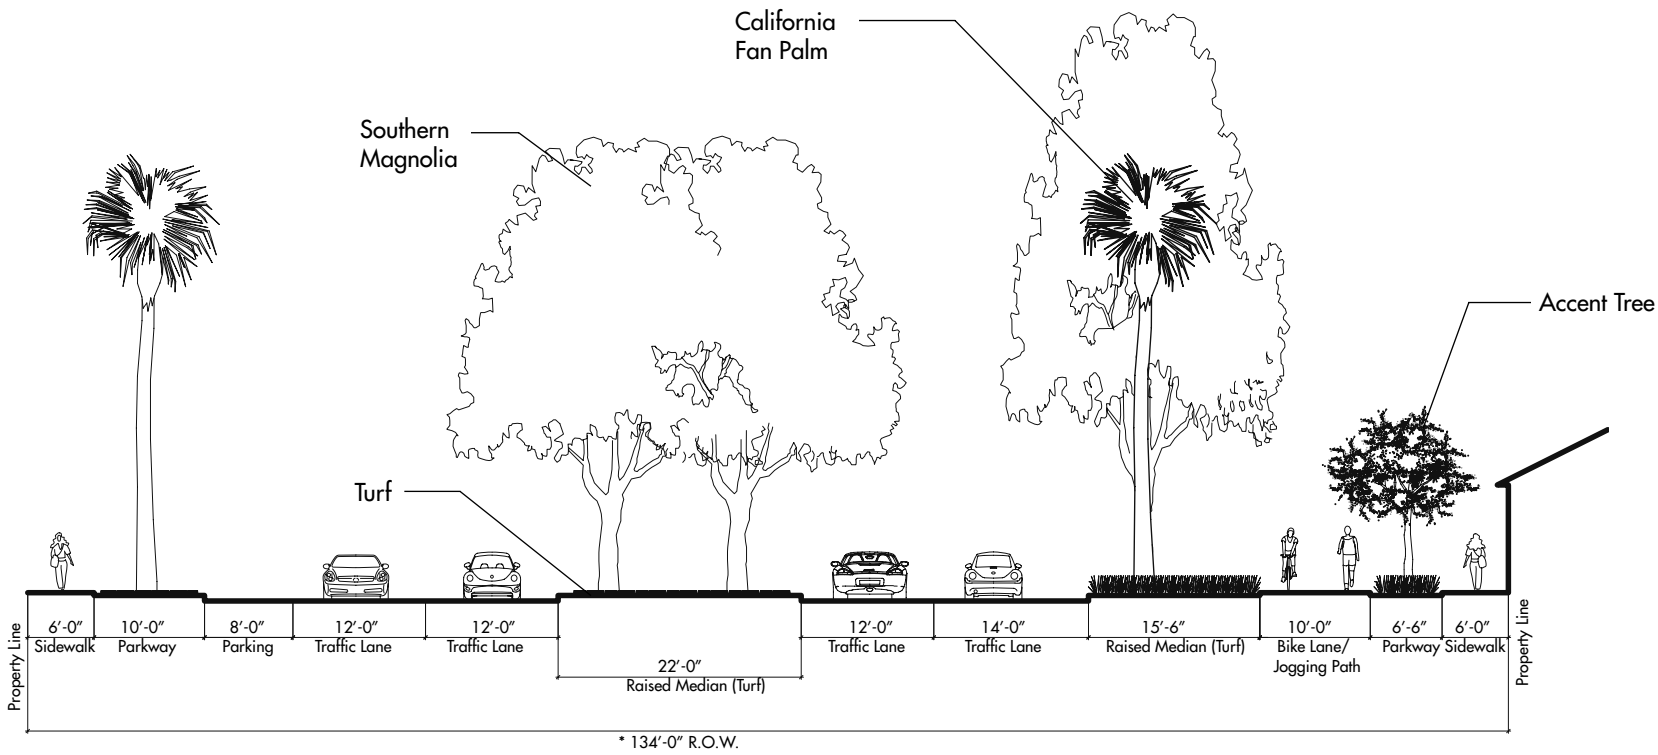 California
Fan Palm
Southern
Magnolia
Accent Tree
Turf
6’-0”
Sidewalk
10’-0”
Parkway
8’-0”
Parking
12’-0”
Traffic Lane
12’-0”
Traffic Lane
22’-0”
Raised Median (Turf)
12’-0”
Traffic Lane
14’-0”
Traffic Lane
15’-6”
Raised Median (Turf)
10’-0”
Bike Lane/
Jogging Path
6’-6”
Parkway
6’-0”
Sidewalk
Property Line
Property Line
* 134’-0” R.O.W.